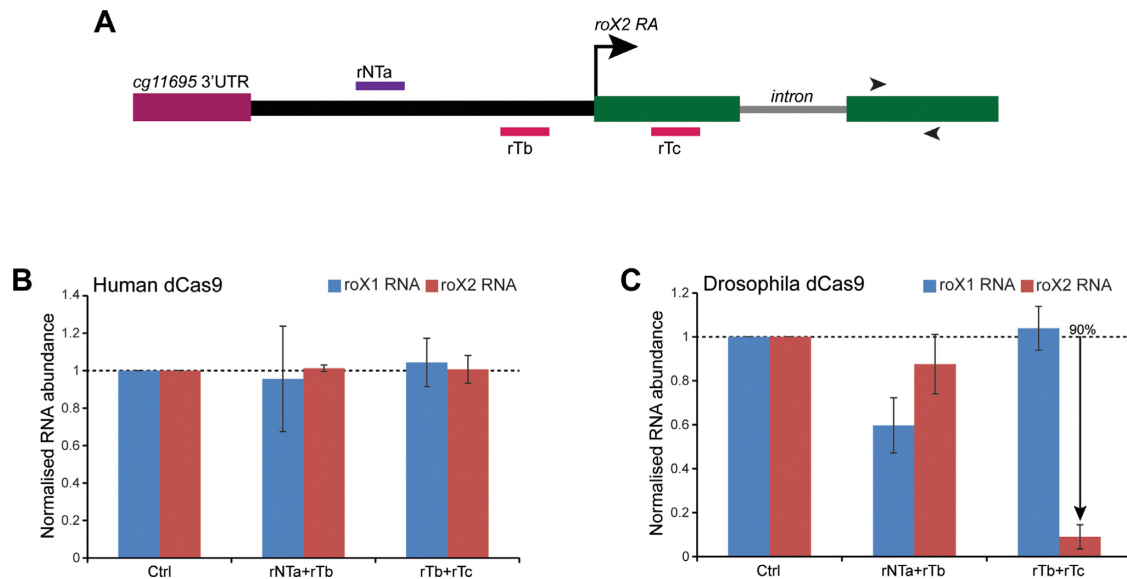 A
roX2 RA
cg11695 3'UTR
rNTa
intron
rTb
rTc
B
Human dCas9
roX1 RNA
roX2 RNA
Normalised RNA abundance
1.4
1.2
1
0.8
0.6
0.4
0.2
0
Ctrl
rNTa+rTb
rTb+rTc
C
Drosophila dCas9
roX1 RNA
roX2 RNA
Normalised RNA abundance
1.2
1
0.8
0.6
0.4
0.2
0
90%
Ctrl
rNTa+rTb
rTb+rTc